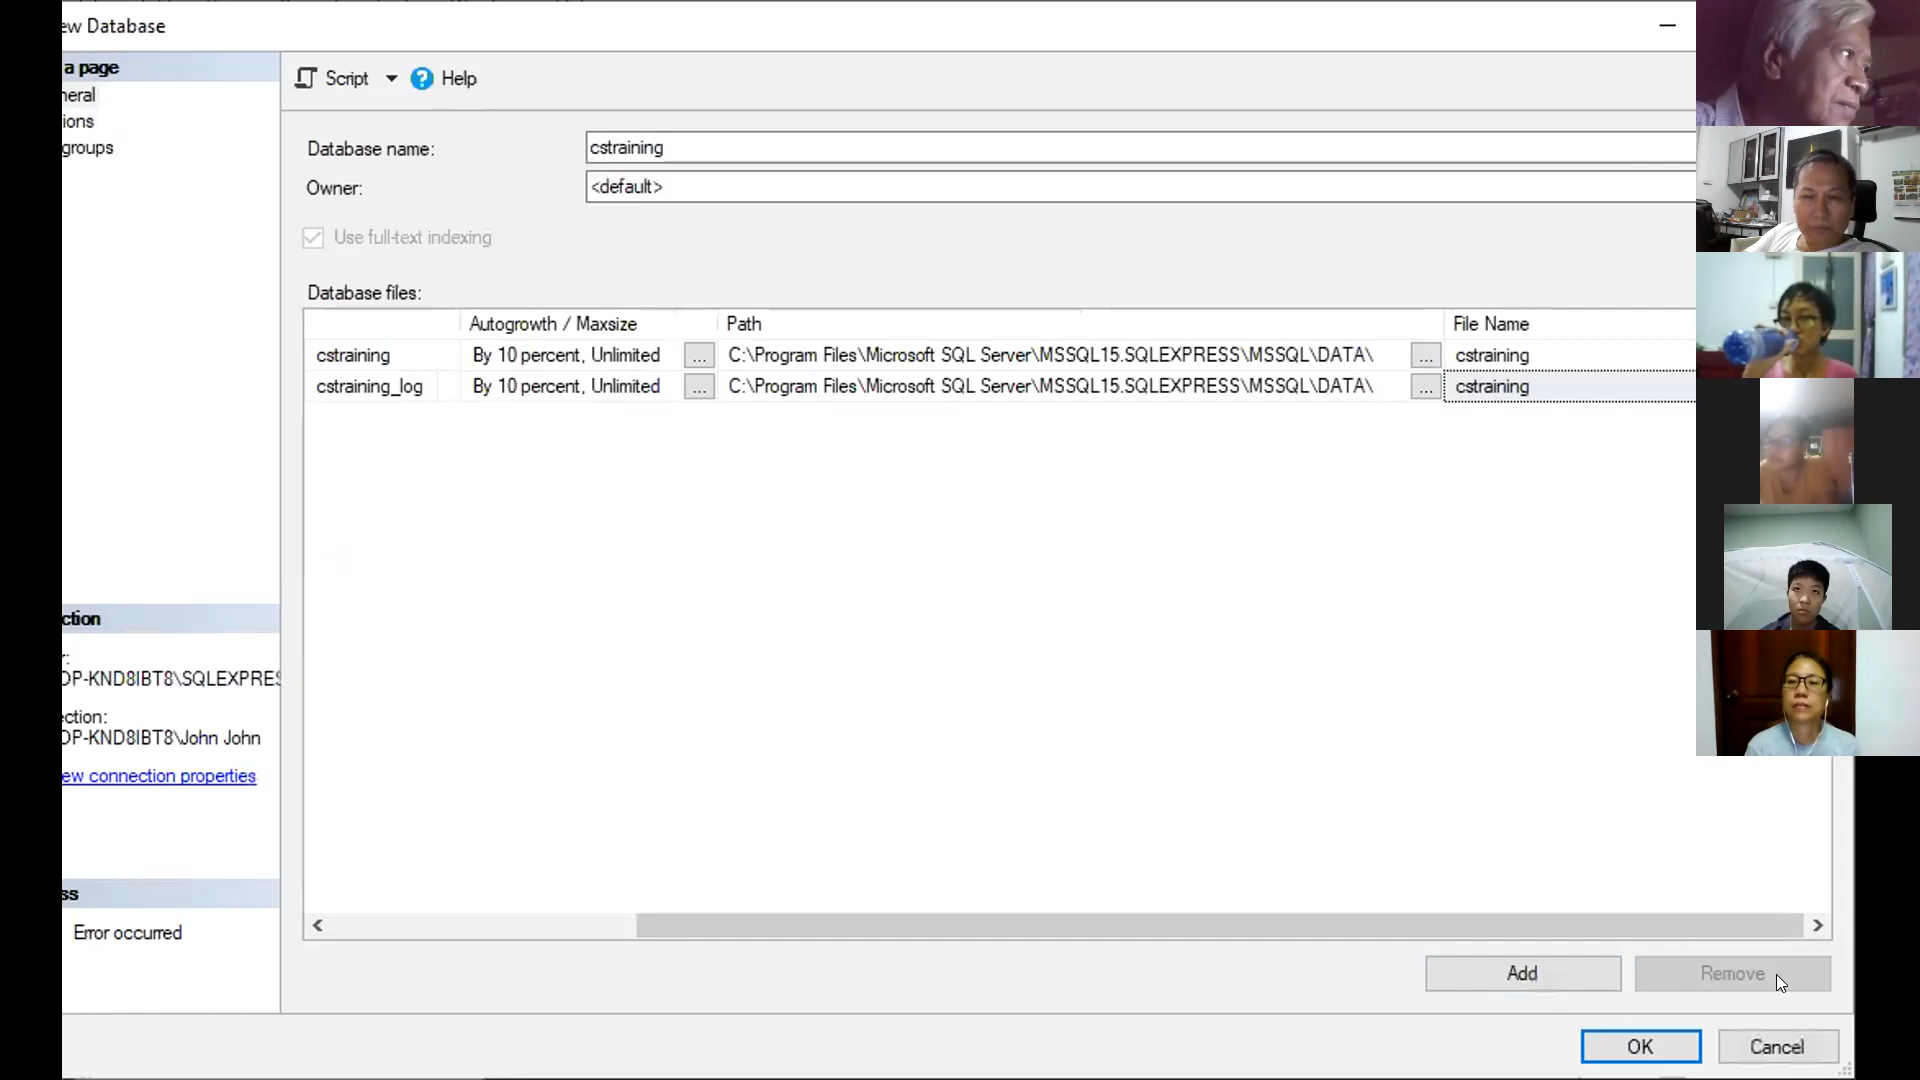 ew Database
a page
neral
ions
groups
Script
Help
Database name:
cstraining
Owner:
<default>
Use full-text indexing
Database files:
Autogrowth / Maxsize
Path
File Name
cstraining
By 10 percent, Unlimited
...
C:\Program Files\Microsoft SQL Server\MSSQL15.SQLEXPRESS\MSSQL\DATA\
...
cstraining
cstraining_log
By 10 percent, Unlimited
...
C:\Program Files\Microsoft SQL Server\MSSQL15.SQLEXPRESS\MSSQL\DATA\
...
cstraining
ction
r:
OP-KND8IBT8\SQLEXPRES
ection:
OP-KND8IBT8\John John
ew connection properties
ss
Error occurred
Add
Remove
OK
Cancel